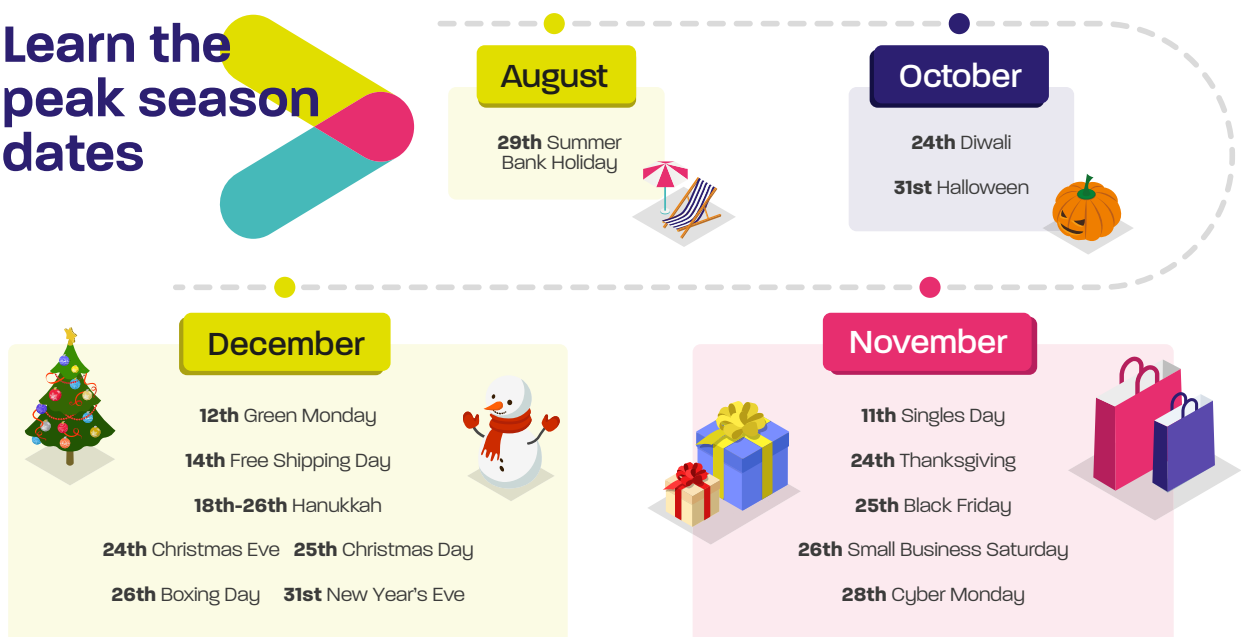 Learn the
peak season
dates
August
29th Summer
Bank Holiday
October
24th Diwali
31st Halloween
November
11th Singles Day
24th Thanksgiving
25th Black Friday
26th Small Business Saturday
28th Cyber Monday
December
12th Green Monday
14th Free Shipping Day
18th-26th Hanukkah
24th Christmas Eve 25th Christmas Day
26th Boxing Day 31st New Year's Eve